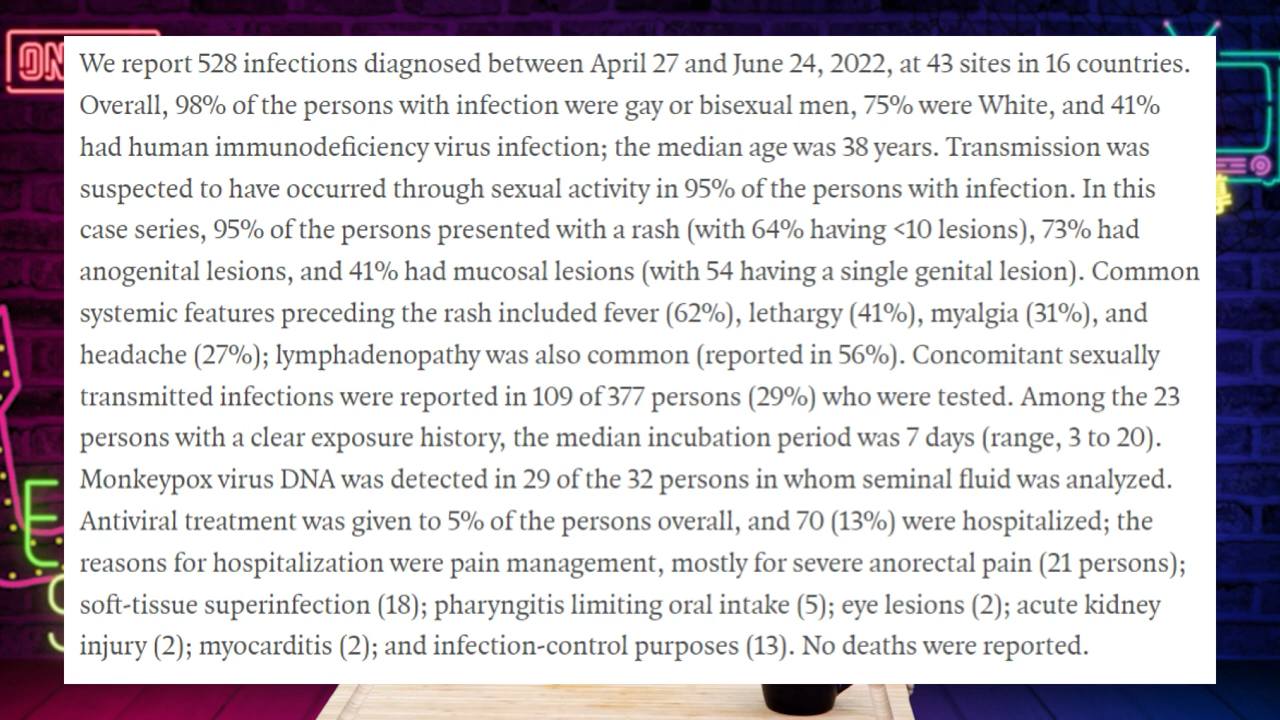 ON
We report 528 infections diagnosed between April 27 and June 24, 2022, at 43 sites in 16 countries.
Overall, 98% of the persons with infection were gay or bisexual men, 75% were White, and 41%
had human immunodeficiency virus infection; the median age was 38 years. Transmission was
suspected to have occurred through sexual activity in 95% of the persons with infection. In this
case series, 95% of the persons presented with a rash (with 64% having <10 lesions), 73% had
anogenital lesions, and 41% had mucosal lesions (with 54 having a single genital lesion). Common
systemic features preceding the rash included fever (62%), lethargy (41%), myalgia (31%), and
headache (27%); lymphadenopathy was also common (reported in 56%). Concomitant sexually
transmitted infections were reported in 109 of 377 persons (29%) who were tested. Among the 23
persons with a clear exposure history, the median incubation period was 7 days (range, 3 to 20).
Monkeypox virus DNA was detected in 29 of the 32 persons in whom seminal fluid was analyzed.
Antiviral treatment was given to 5% of the persons overall, and 70 (13%) were hospitalized; the
reasons for hospitalization were pain management, mostly for severe anorectal pain (21 persons);
soft-tissue superinfection (18); pharyngitis limiting oral intake (5); eye lesions (2); acute kidney
injury (2); myocarditis (2); and infection-control purposes (13). No deaths were reported.